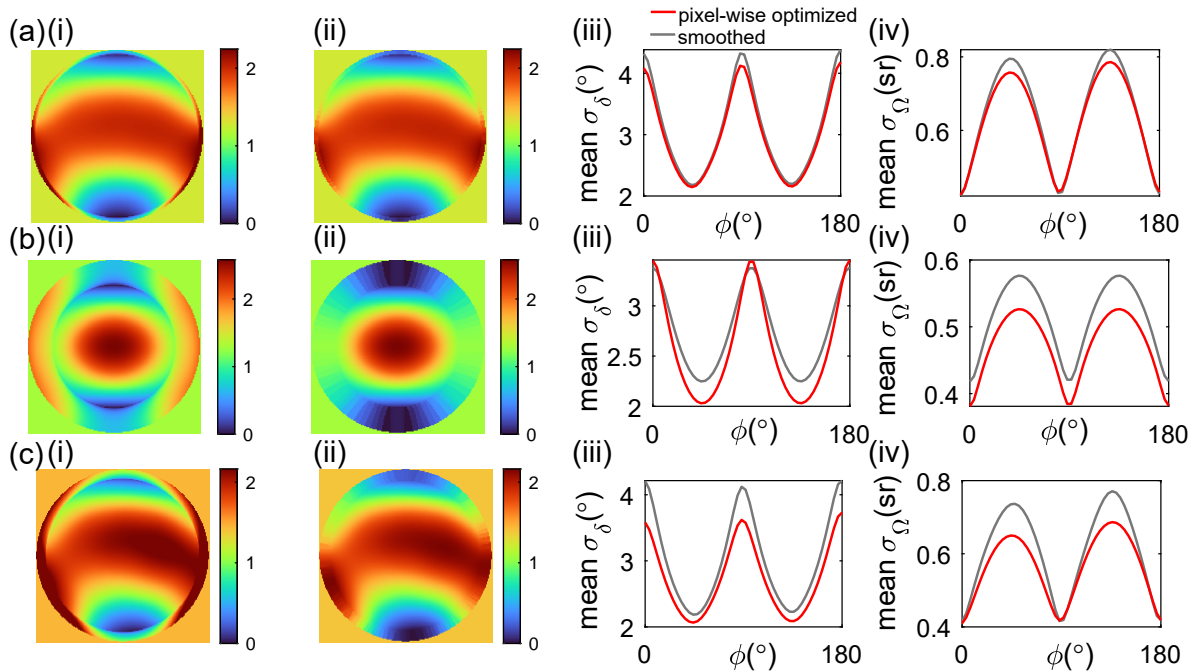 pixel-wise optimized
smoothed
(a)(i) (ii) (iii) (iv)
2
1
0
2
1
0
mean σδ(°)
4
3
2
0 ϕ(°) 180
mean σΩ(sr)
0.8
0.6
0 ϕ(°) 180
(b)(i) (ii) (iii) (iv)
2
1
0
2
1
0
mean σδ(°)
3
2.5
2
0 ϕ(°) 180
mean σΩ(sr)
0.6
0.5
0.4
0 ϕ(°) 180
(c)(i) (ii) (iii) (iv)
2
1
0
2
1
0
mean σδ(°)
4
3
2
0 ϕ(°) 180
mean σΩ(sr)
0.8
0.6
0.4
0 ϕ(°) 180